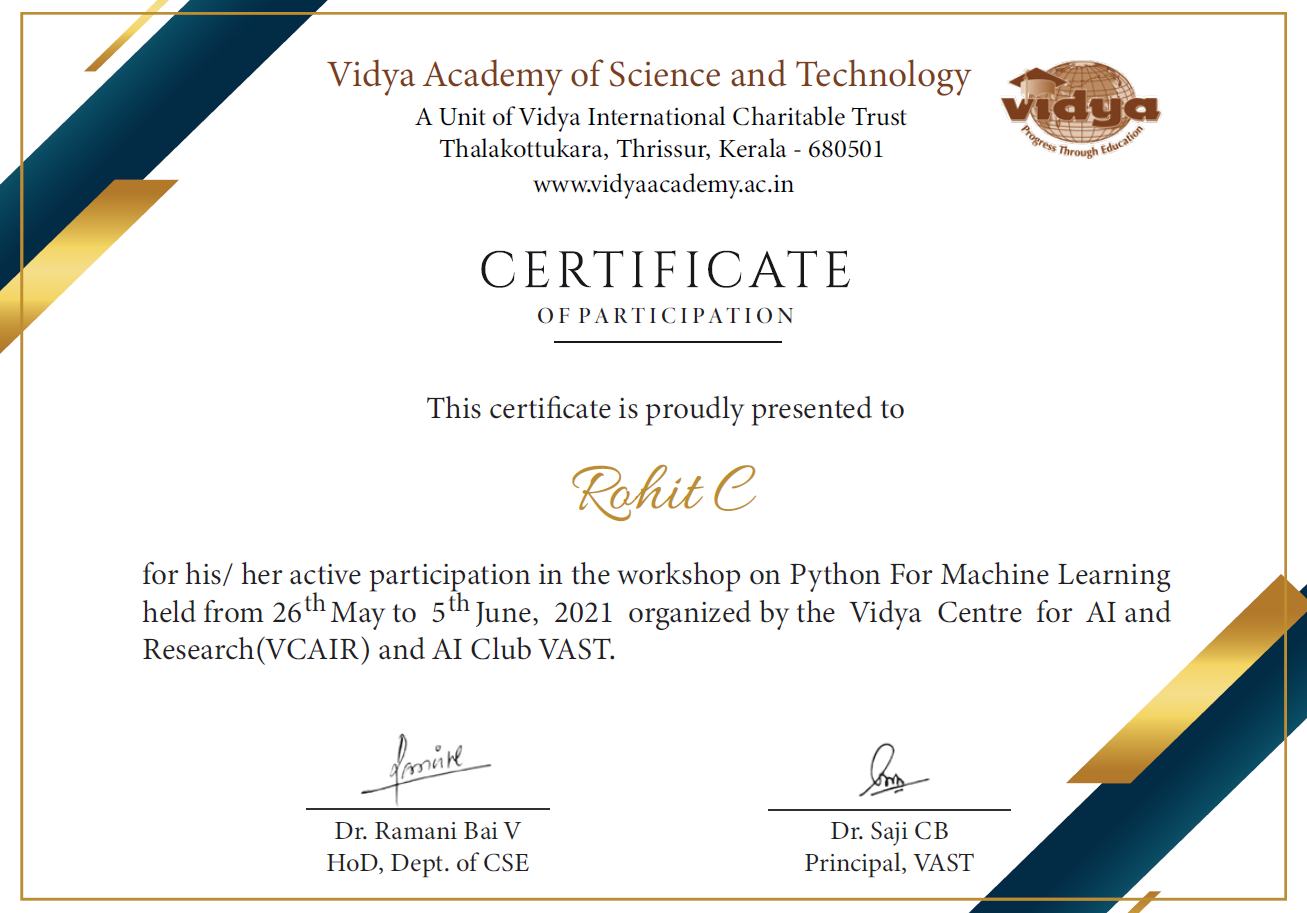 Vidya Academy of Science and Technology
A Unit of Vidya International Charitable Trust
Thalakottukara, Thrissur, Kerala - 680501
www.vidyaacademy.ac.in
vidya
Progress Through Education
CERTIFICATE
OF PARTICIPATION
This certificate is proudly presented to
Rohit C
for his/ her active participation in the workshop on Python For Machine Learning
held from 26th May to 5th June, 2021 organized by the Vidya Centre for AI and
Research(VCAIR) and AI Club VAST.
Dr. Ramani Bai V
HoD, Dept. of CSE
Dr. Saji CB
Principal, VAST